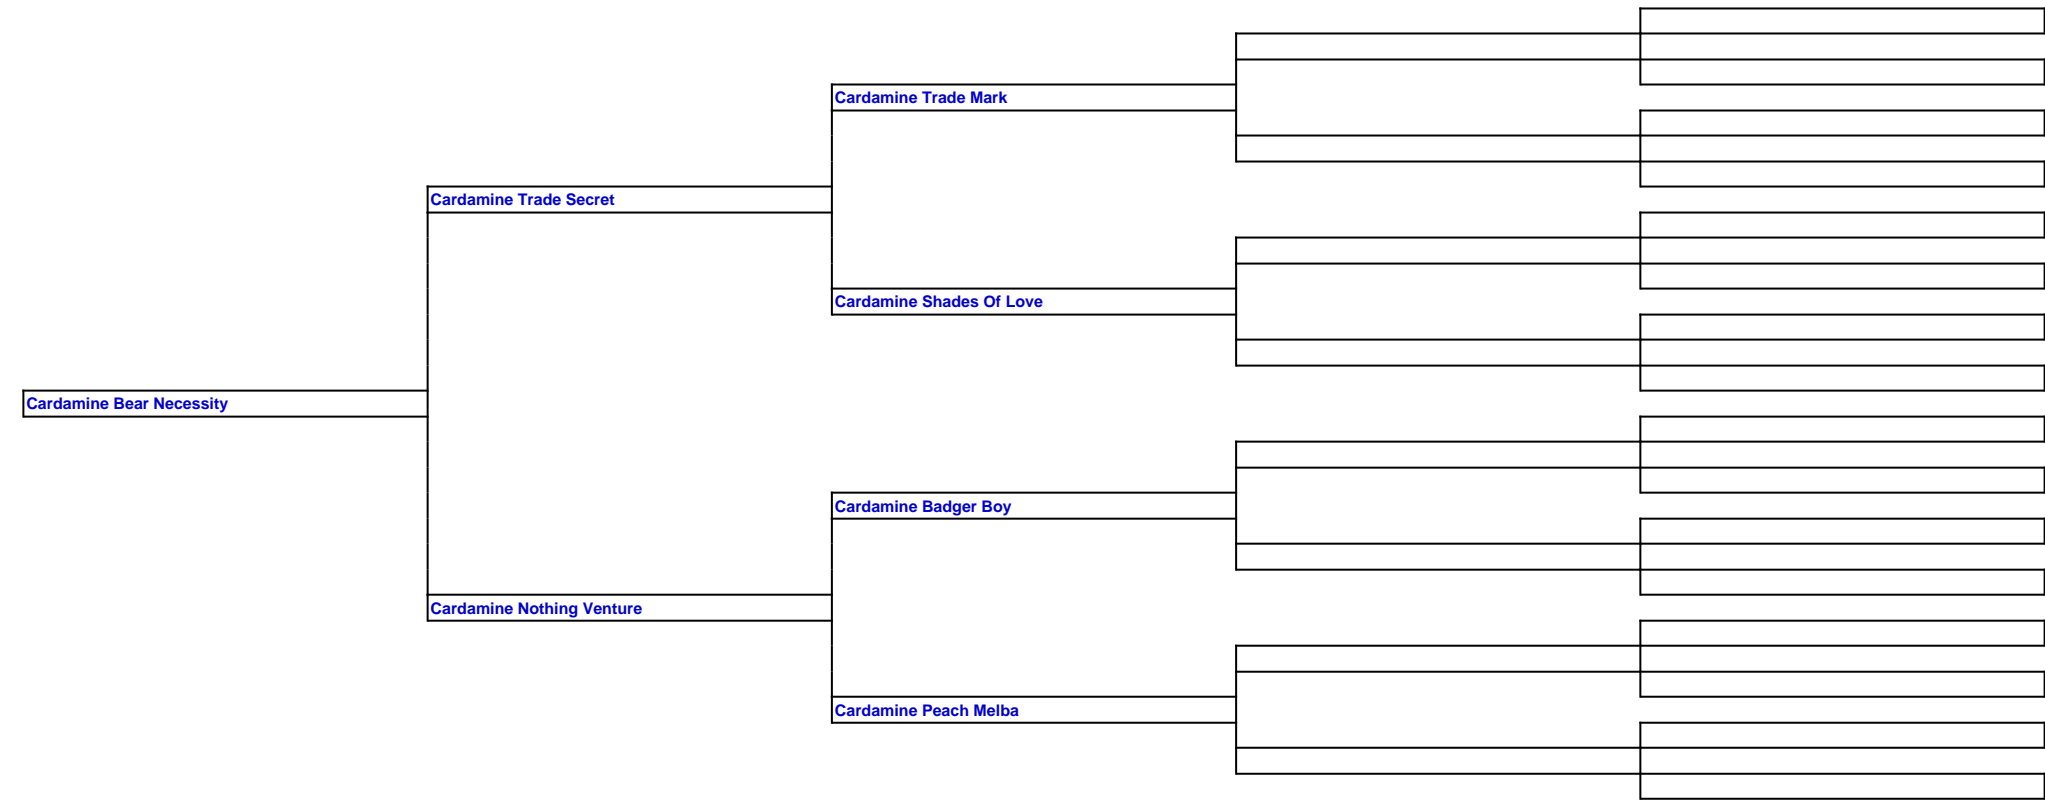 Cardamine Trade Mark
Cardamine Trade Secret
Cardamine Shades Of Love
Cardamine Bear Necessity
Cardamine Badger Boy
Cardamine Nothing Venture
Cardamine Peach Melba